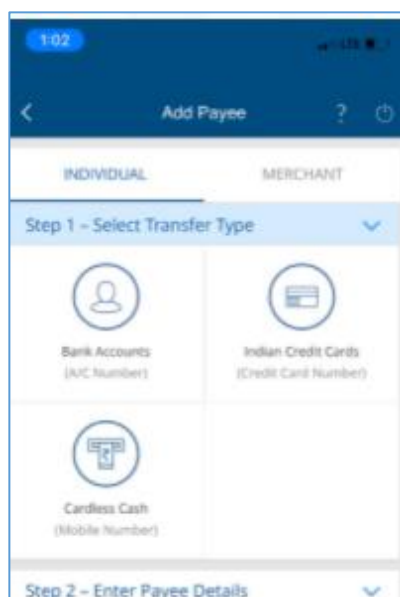 1:02
LTE
Add Payee ?
INDIVIDUAL MERCHANT
Step 1 – Select Transfer Type
Bank Accounts Indian Credit Cards
(A/C Number) (Credit Card Number)
₹
Cardless Cash
(Mobile Number)
Step 2 – Enter Payee Details